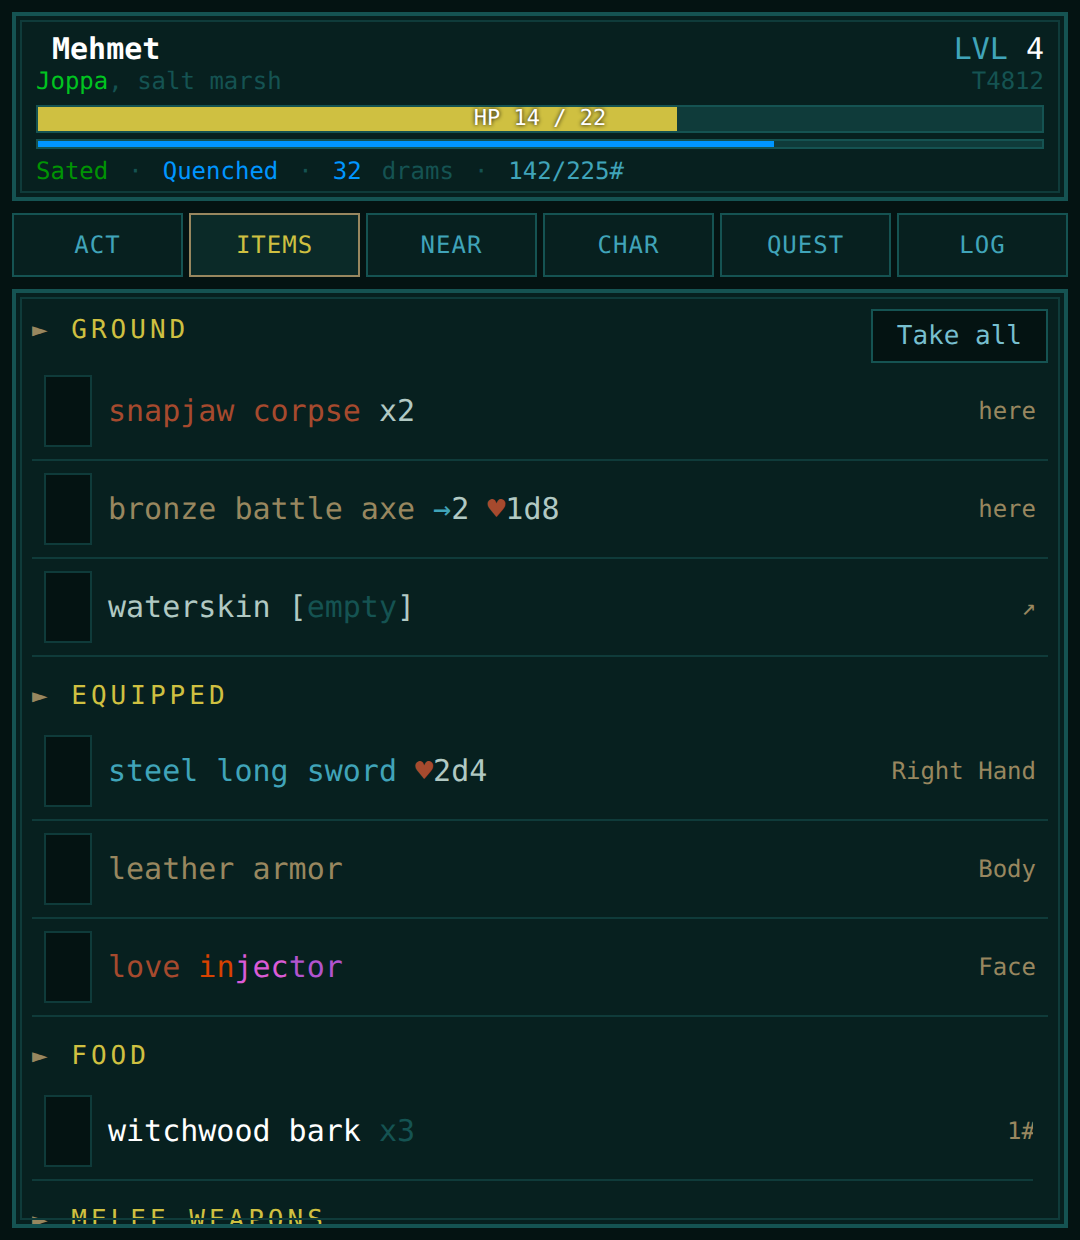 Mehmet LVL 4
Joppa, salt marsh T4812
HP 14 / 22
Sated · Quenched · 32 drams · 142/225#
ACT ITEMS NEAR CHAR QUEST LOG
► GROUND Take all
snapjaw corpse x2 here
bronze battle axe →2 ♥1d8 here
waterskin [empty] ↗
► EQUIPPED
steel long sword ♥2d4 Right Hand
leather armor Body
love injector Face
► FOOD
witchwood bark x3 1#
► MELEE WEAPONS